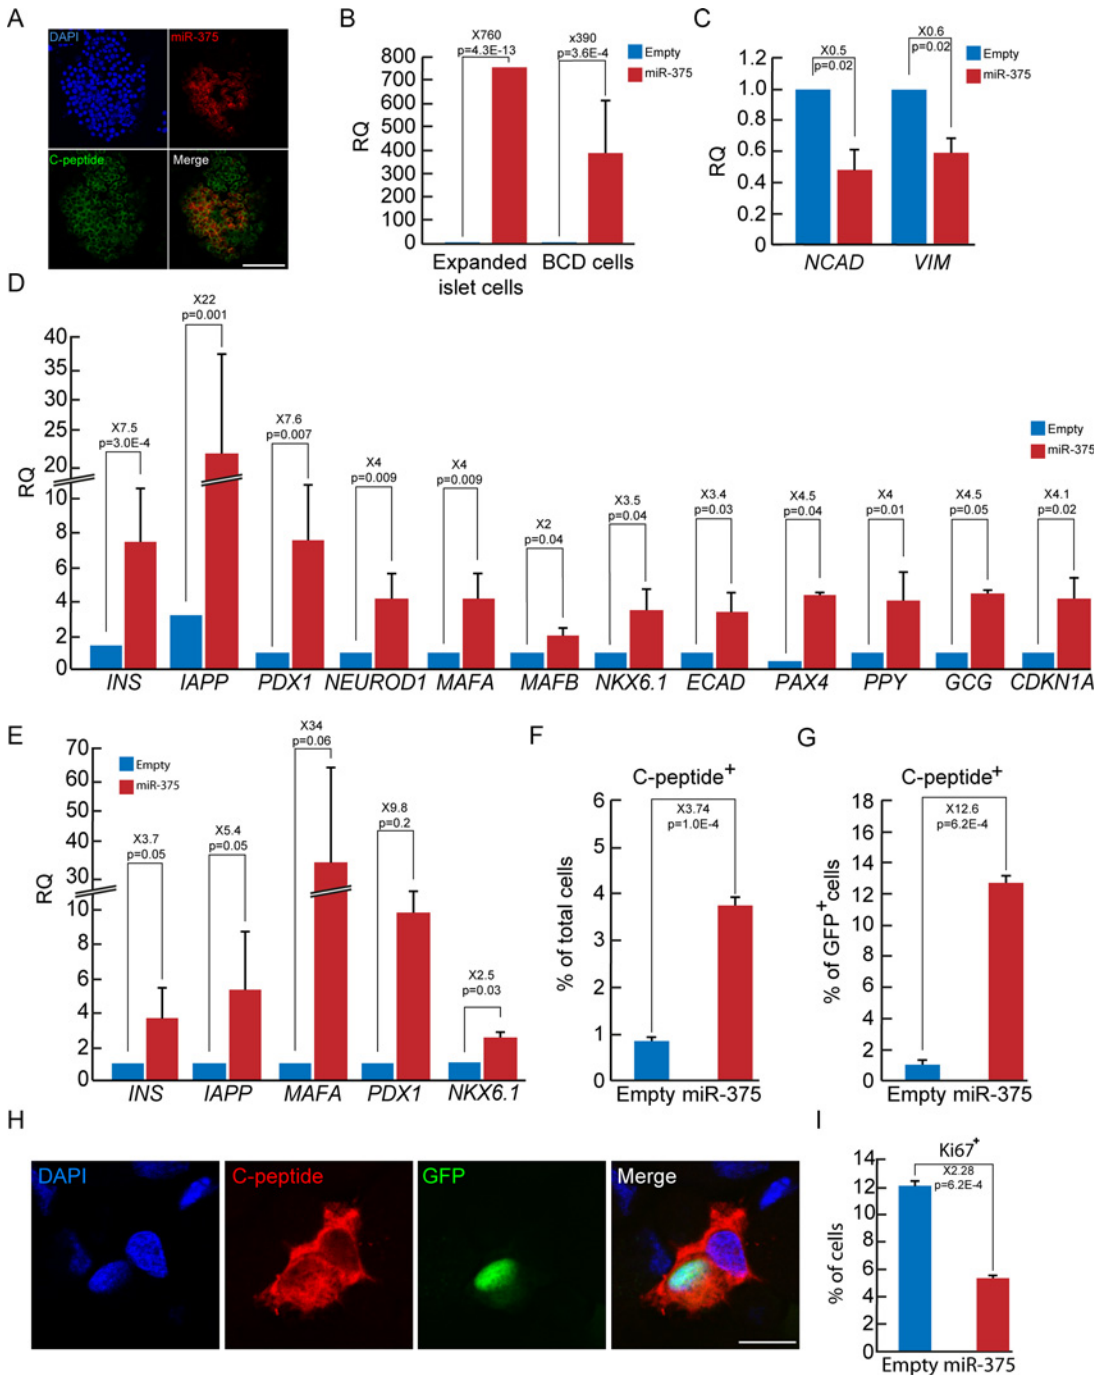 A
DAPI
miR-375
C-peptide
Merge
B
X760
p=4.3E-13
x390
p=3.6E-4
Empty
miR-375
RQ
800
700
600
500
400
300
200
100
0
Expanded
islet cells
BCD cells
C
X0.5
p=0.02
X0.6
p=0.02
Empty
miR-375
RQ
1.2
1.0
0.8
0.6
0.4
0.2
0
NCAD
VIM
D
RQ
40
35
30
25
20
10
8
6
4
2
0
X7.5
p=3.0E-4
X22
p=0.001
X7.6
p=0.007
X4
p=0.009
X4
p=0.009
X2
p=0.04
X3.5
p=0.04
X3.4
p=0.03
X4.5
p=0.04
X4
p=0.01
X4.5
p=0.05
X4.1
p=0.02
Empty
miR-375
INS IAPP PDX1 NEUROD1 MAFA MAFB NKX6.1 ECAD PAX4 PPY GCG CDKN1A
E
Empty
miR-375
RQ
70
60
50
40
30
10
8
6
4
2
0
X3.7
p=0.05
X5.4
p=0.05
X34
p=0.06
X9.8
p=0.2
X2.5
p=0.03
INS IAPP MAFA PDX1 NKX6.1
F
C-peptide+
X3.74
p=1.0E-4
% of total cells
6
5
4
3
2
1
0
Empty miR-375
G
C-peptide+
X12.6
p=6.2E-4
% of GFP+cells
18
16
14
12
10
8
6
4
2
0
Empty miR-375
H
DAPI
C-peptide
GFP
Merge
I
Ki67+
X2.28
p=6.2E-4
% of cells
14
12
10
8
6
4
2
0
Empty miR-375